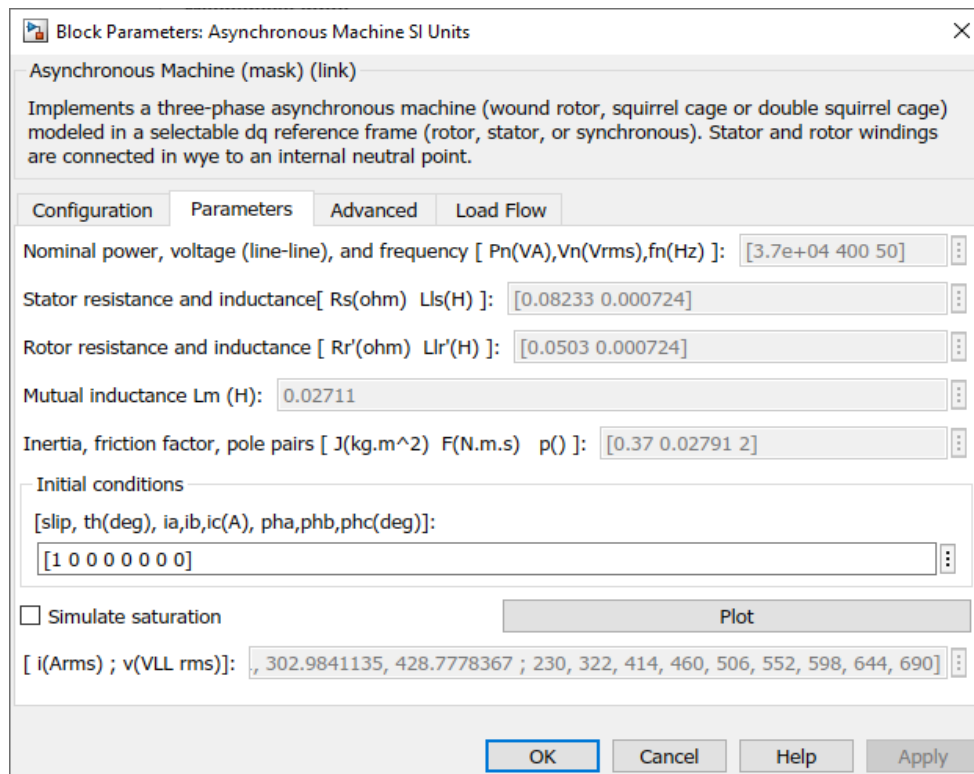 Block Parameters: Asynchronous Machine SI Units
Asynchronous Machine (mask) (link)
Implements a three-phase asynchronous machine (wound rotor, squirrel cage or double squirrel cage)
modeled in a selectable dq reference frame (rotor, stator, or synchronous). Stator and rotor windings
are connected in wye to an internal neutral point.
Configuration Parameters Advanced Load Flow
Nominal power, voltage (line-line), and frequency [ Pn(VA),Vn(Vrms),fn(Hz) ]: [3.7e+04 400 50]
Stator resistance and inductance[ Rs(ohm) Lls(H) ]: [0.08233 0.000724]
Rotor resistance and inductance [ Rr'(ohm) Llr'(H) ]: [0.0503 0.000724]
Mutual inductance Lm (H): 0.02711
Inertia, friction factor, pole pairs [ J(kg.m^2) F(N.m.s) p() ]: [0.37 0.02791 2]
Initial conditions
[slip, th(deg), ia,ib,ic(A), pha,phb,phc(deg)]:
[1 0 0 0 0 0 0 0]
Simulate saturation Plot
[ i(Arms) ; v(VLL rms)]: , 302.9841135, 428.7778367 ; 230, 322, 414, 460, 506, 552, 598, 644, 690]
OK Cancel Help Apply